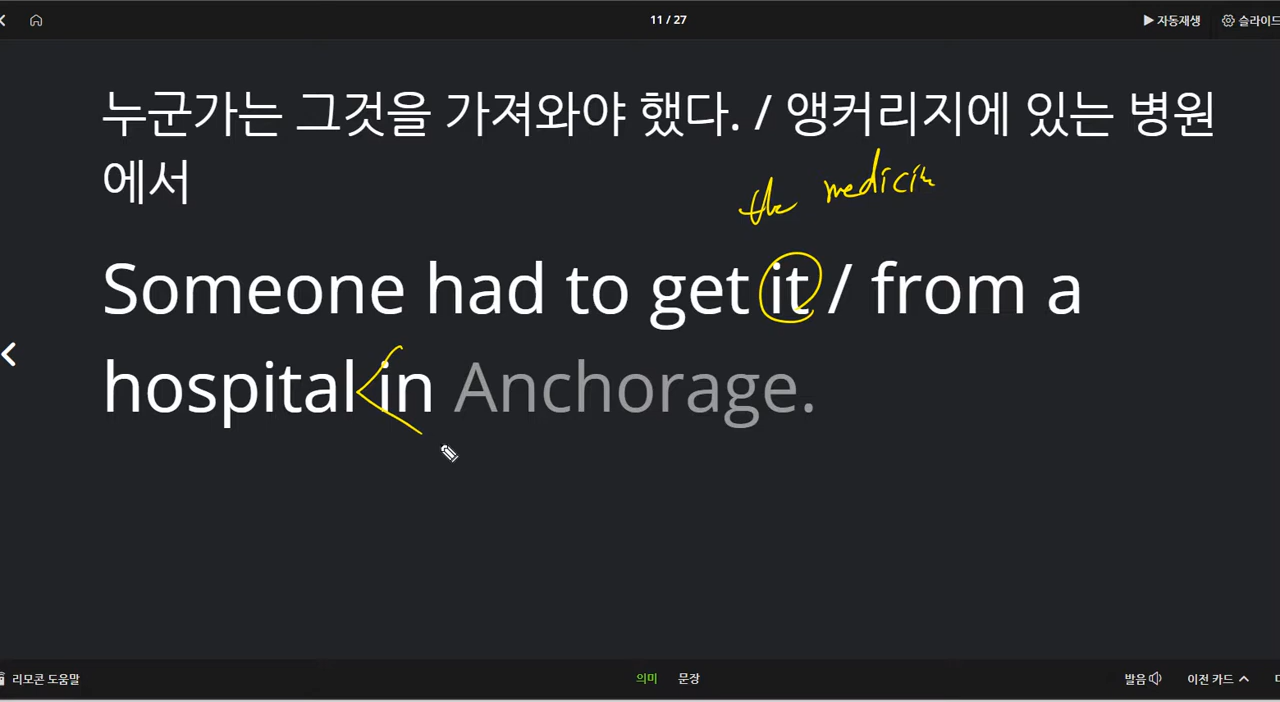 11 / 27
▶ 자동재생
슬라이드
누군가는 그것을 가져와야 했다. / 앵커리지에 있는 병원
에서
the medicin
Someone had to get it / from a
hospital in Anchorage.
리모콘 도움말
의미
문장
발음
이전 카드